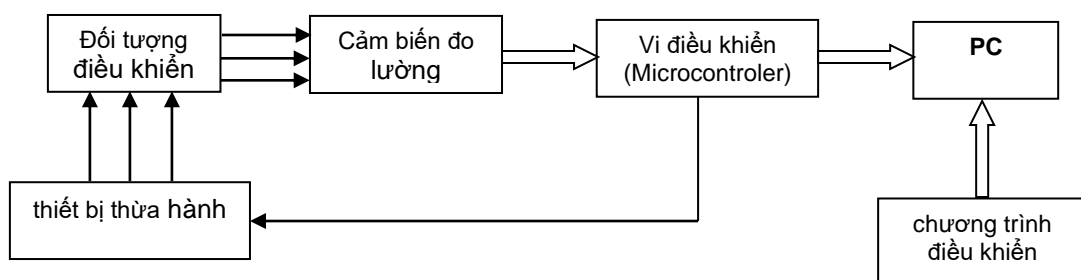 Đối tượng
điều khiển
Cảm biến đo
lường
Vi điều khiển
(Microcontroler)
PC
thiết bị thừa hành
chương trình
điều khiển